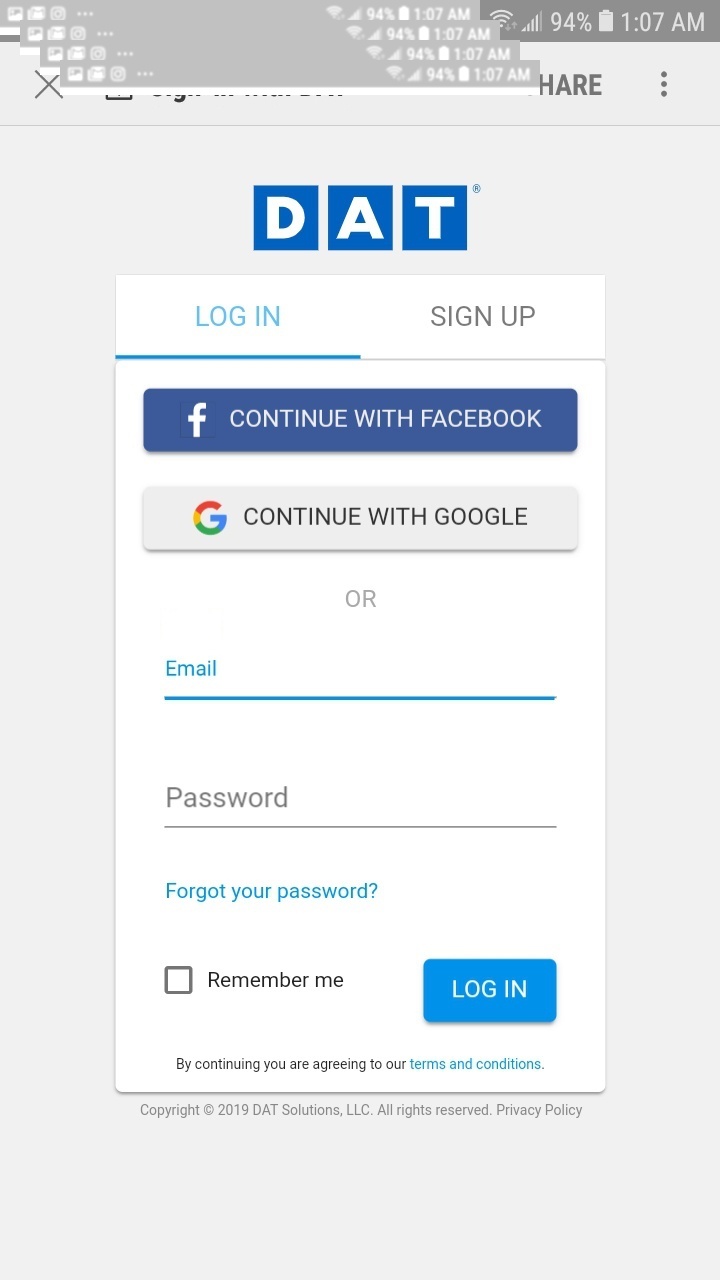 94% 1:07 AM
94% 1:07 AM
94% 1:07 AM
94% 1:07 AM
94% 1:07 AM
HARE
DAT®
LOG IN SIGN UP
f CONTINUE WITH FACEBOOK
G CONTINUE WITH GOOGLE
OR
Email
Password
Forgot your password?
Remember me LOG IN
By continuing you are agreeing to our terms and conditions.
Copyright © 2019 DAT Solutions, LLC. All rights reserved. Privacy Policy